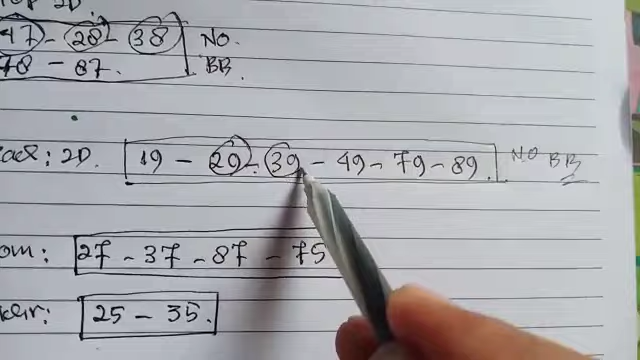 2D.
47 - 28 - 38 NO.
78 - 87. BB.
2D. 19 - 29 - 39 - 49 - 79 - 89. NO BB
om: 27 - 37 - 87 - 75
25 - 35.